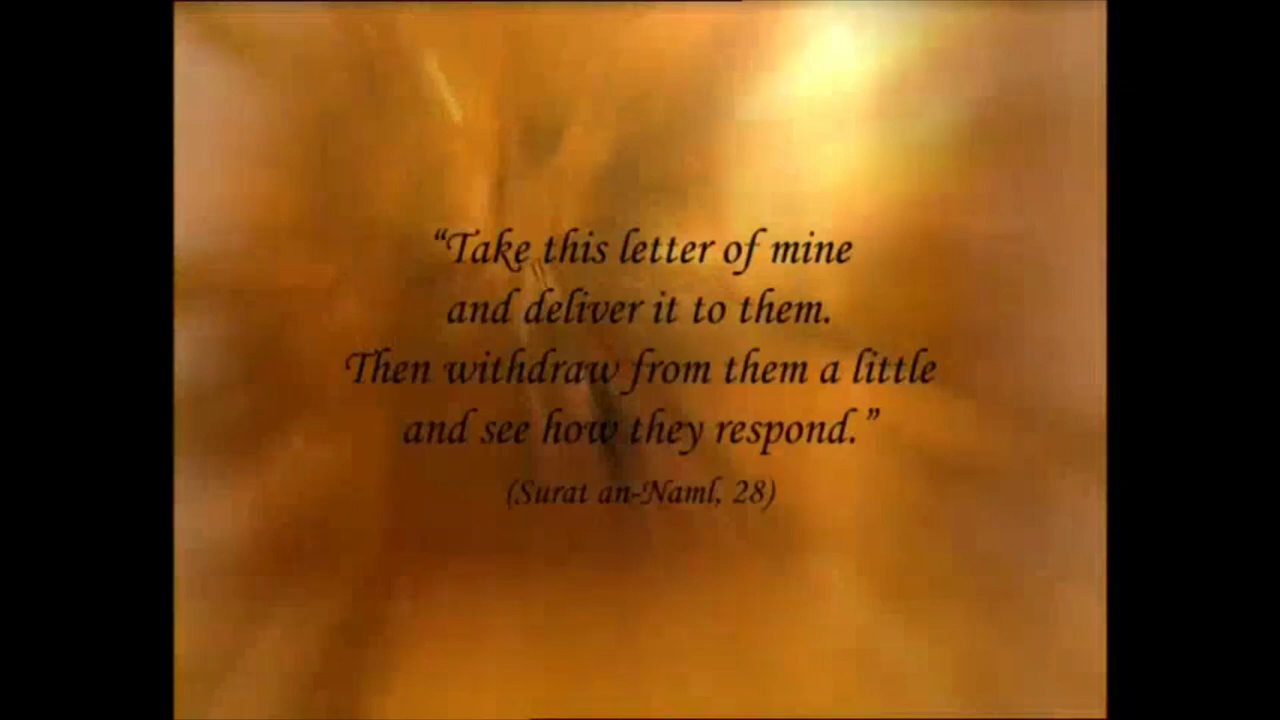 “Take this letter of mine
and deliver it to them.
Then withdraw from them a little
and see how they respond.”
(Surat an-Naml, 28)